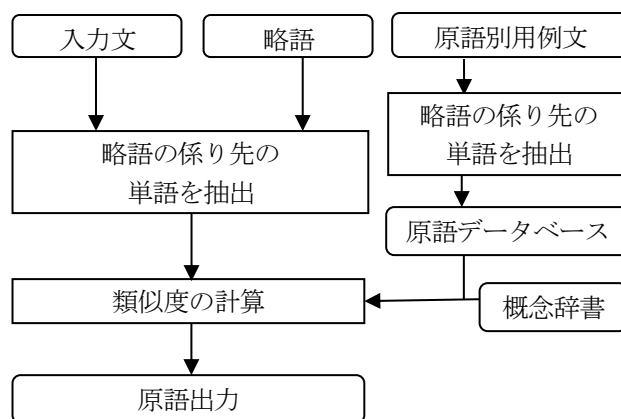 入力文
略語
原語別用例文
略語の係り先の
単語を抽出
略語の係り先の
単語を抽出
原語データベース
類似度の計算
概念辞書
原語出力